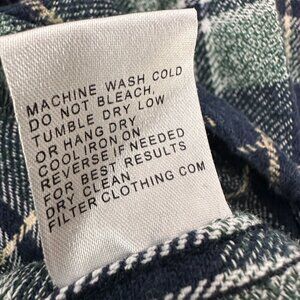 MACHINE WASH COLD
DO NOT BLEACH,
TUMBLE DRY LOW
OR HANG DRY
COOL IRON ON
REVERSE IF NEEDED
FOR BEST RESULTS
DRY CLEAN
FILTER CLOTHING COM